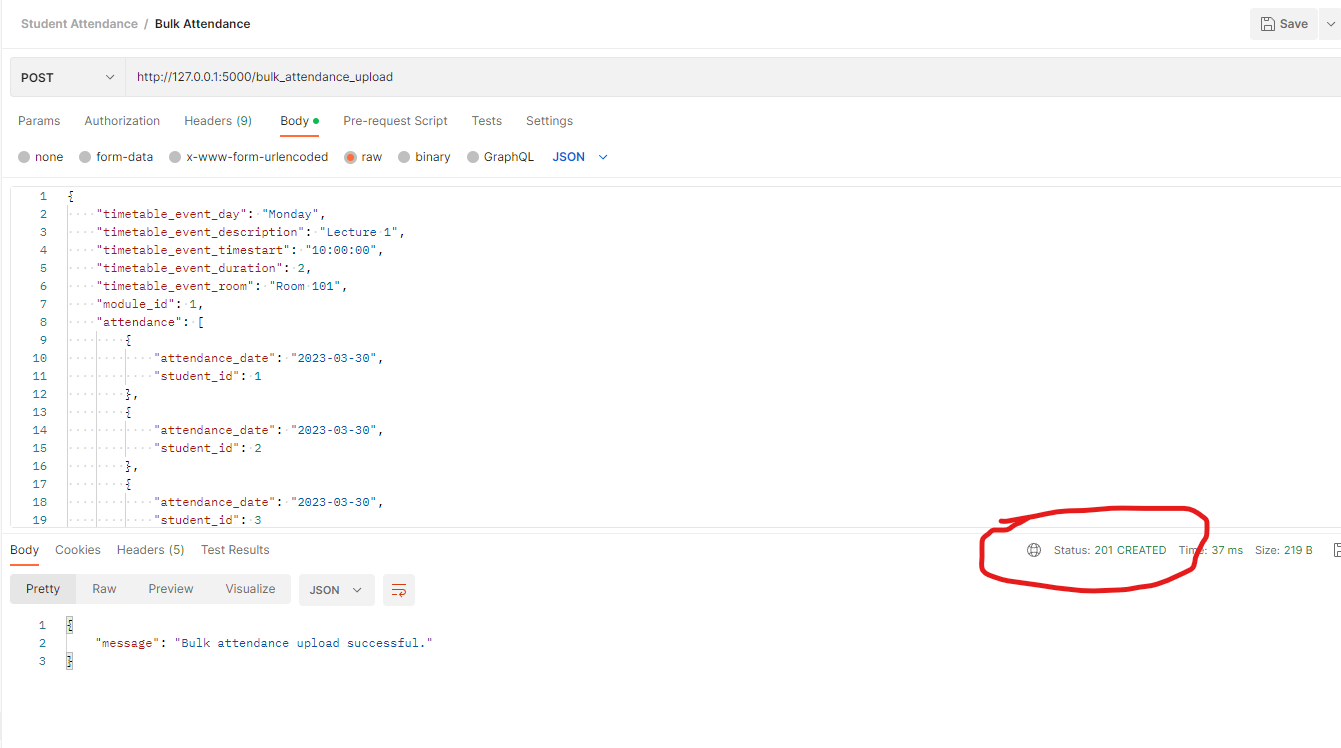 Student Attendance / Bulk Attendance
Save
POST http://127.0.0.1:5000/bulk_attendance_upload
Params Authorization Headers (9) Body Pre-request Script Tests Settings
none form-data x-www-form-urlencoded raw binary GraphQL JSON
1 {
2 "timetable_event_day": "Monday",
3 "timetable_event_description": "Lecture 1",
4 "timetable_event_timestart": "10:00:00",
5 "timetable_event_duration": 2,
6 "timetable_event_room": "Room 101",
7 "module_id": 1,
8 "attendance": [
9 {
10 "attendance_date": "2023-03-30",
11 "student_id": 1
12 },
13 {
14 "attendance_date": "2023-03-30",
15 "student_id": 2
16 },
17 {
18 "attendance_date": "2023-03-30",
19 "student_id": 3
Body Cookies Headers (5) Test Results Status: 201 CREATED Time: 37 ms Size: 219 B
Pretty Raw Preview Visualize JSON
1 {
2 "message": "Bulk attendance upload successful."
3 }